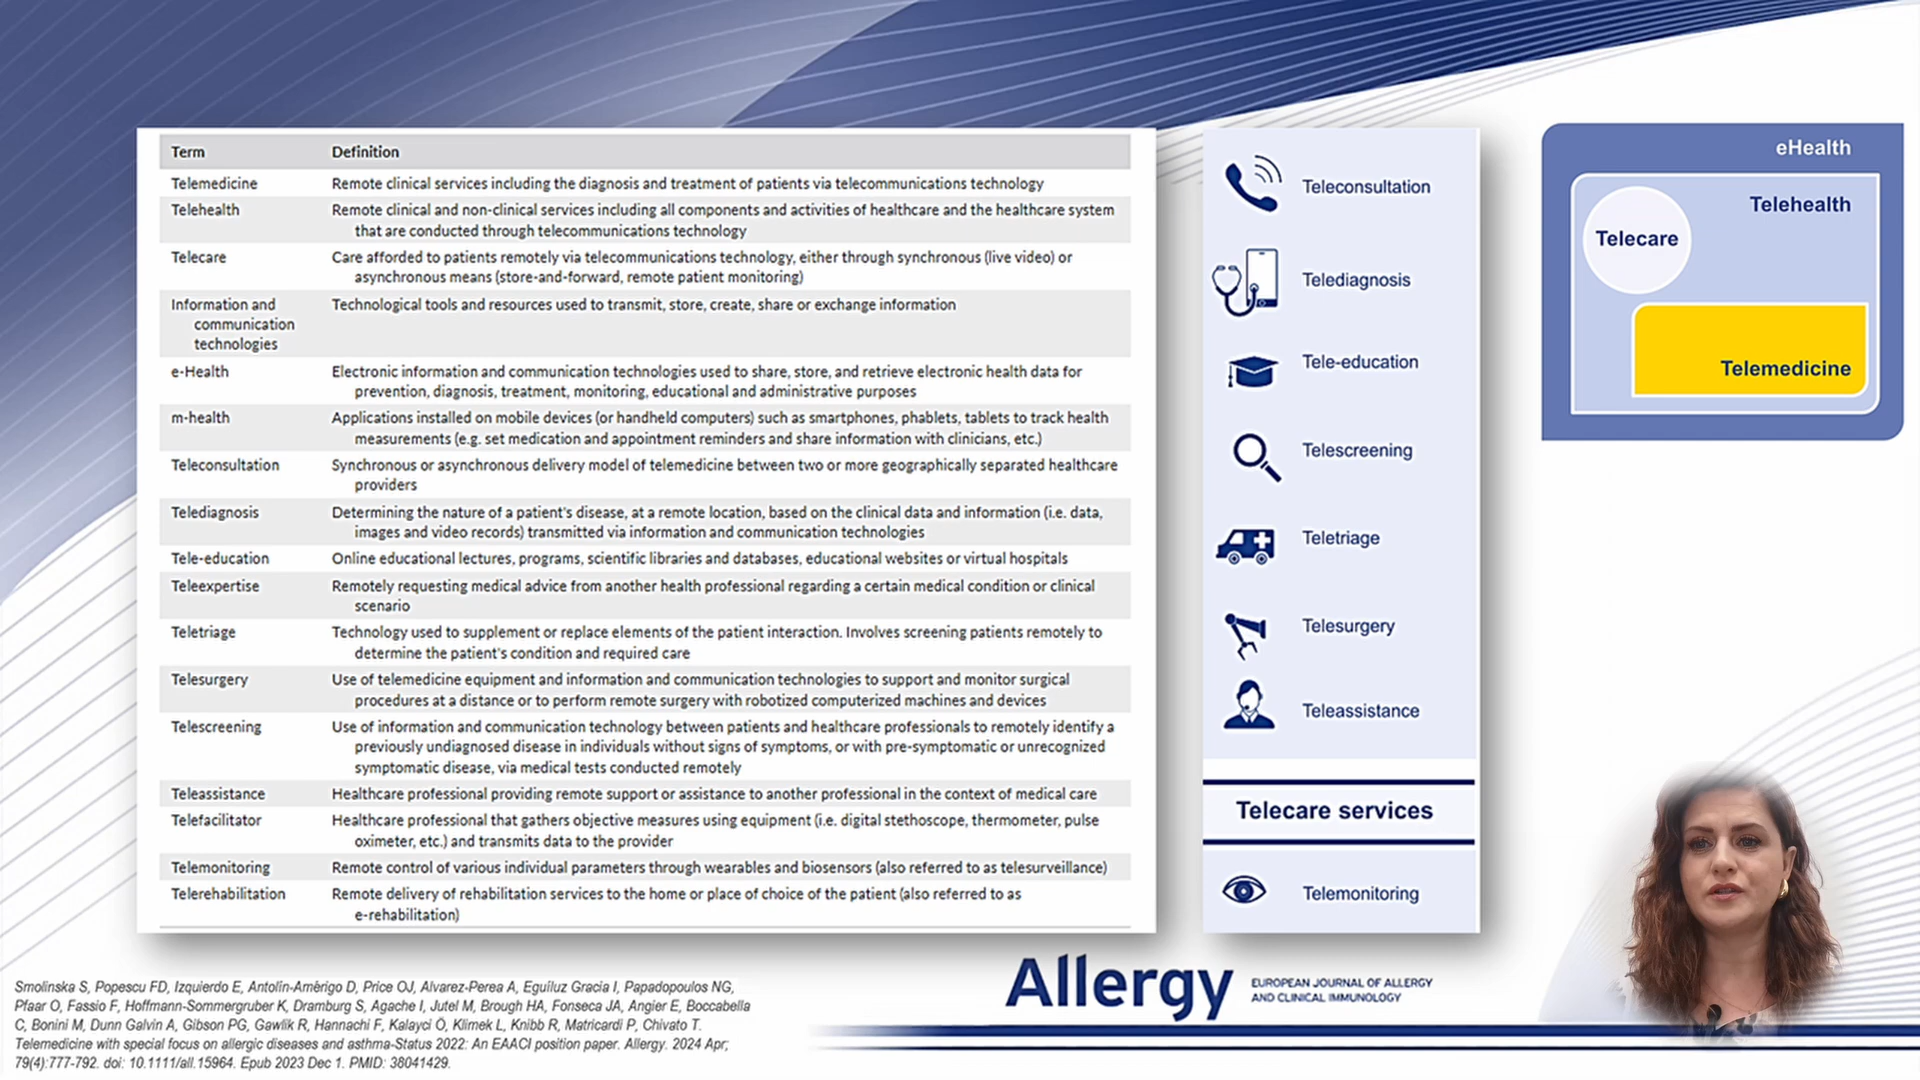 Term Definition
Telemedicine Remote clinical services including the diagnosis and treatment of patients via telecommunications technology
Telehealth Remote clinical and non-clinical services including all components and activities of healthcare and the healthcare system
that are conducted through telecommunications technology
Telecare Care afforded to patients remotely via telecommunications technology, either through synchronous (live video) or
asynchronous means (store-and-forward, remote patient monitoring)
Information and Technological tools and resources used to transmit, store, create, share or exchange information
communication
technologies
e-Health Electronic information and communication technologies used to share, store, and retrieve electronic health data for
prevention, diagnosis, treatment, monitoring, educational and administrative purposes
m-health Applications installed on mobile devices (or handheld computers) such as smartphones, phablets, tablets to track health
measurements (e.g. set medication and appointment reminders and share information with clinicians, etc.)
Teleconsultation Synchronous or asynchronous delivery model of telemedicine between two or more geographically separated healthcare
providers
Telediagnosis Determining the nature of a patient's disease, at a remote location, based on the clinical data and information (i.e. data,
images and video records) transmitted via information and communication technologies
Tele-education Online educational lectures, programs, scientific libraries and databases, educational websites or virtual hospitals
Teleexpertise Remotely requesting medical advice from another health professional regarding a certain medical condition or clinical
scenario
Teletriage Technology used to supplement or replace elements of the patient interaction. Involves screening patients remotely to
determine the patient's condition and required care
Telesurgery Use of telemedicine equipment and information and communication technologies to support and monitor surgical
procedures at a distance or to perform remote surgery with robotized computerized machines and devices
Telescreening Use of information and communication technology between patients and healthcare professionals to remotely identify a
previously undiagnosed disease in individuals without signs of symptoms, or with pre-symptomatic or unrecognized
symptomatic disease, via medical tests conducted remotely
Teleassistance Healthcare professional providing remote support or assistance to another professional in the context of medical care
Telefacilitator Healthcare professional that gathers objective measures using equipment (i.e. digital stethoscope, thermometer, pulse
oximeter, etc.) and transmits data to the provider
Telemonitoring Remote control of various individual parameters through wearables and biosensors (also referred to as telesurveillance)
Telerehabilitation Remote delivery of rehabilitation services to the home or place of choice of the patient (also referred to as
e-rehabilitation)
Teleconsultation
Telediagnosis
Tele-education
Telescreening
Teletriage
Telesurgery
Teleassistance
Telecare services
Telemonitoring
eHealth
Telehealth
Telecare
Telemedicine
Smolinska S, Popescu FD, Izquierdo E, Antolín-Amérigo D, Price OJ, Alvarez-Perea A, Eguíluz Gracia I, Papadopoulos NG,
Pfaar O, Fassio F, Hoffmann-Sommergruber K, Dramburg S, Agache I, Jutel M, Brough HA, Fonseca JA, Angier E, Boccabella
C, Bonini M, Dunn Galvin A, Gibson PG, Gawlik R, Hannachi F, Kalayci Ö, Klimek L, Knibb R, Matricardi P, Chivato T.
Telemedicine with special focus on allergic diseases and asthma-Status 2022: An EAACI position paper. Allergy. 2024 Apr;
79(4):777-792. doi: 10.1111/all.15964. Epub 2023 Dec 1. PMID: 38041429.
Allergy
EUROPEAN JOURNAL OF ALLERGY
AND CLINICAL IMMUNOLOGY